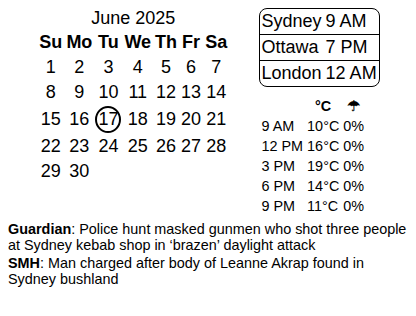 June 2025
Su Mo Tu We Th Fr Sa
1 2 3 4 5 6 7
8 9 10 11 12 13 14
15 16 17 18 19 20 21
22 23 24 25 26 27 28
29 30
Sydney 9 AM
Ottawa 7 PM
London 12 AM
°C ☂
9 AM 10°C 0%
12 PM 16°C 0%
3 PM 19°C 0%
6 PM 14°C 0%
9 PM 11°C 0%
Guardian: Police hunt masked gunmen who shot three people
at Sydney kebab shop in ‘brazen’ daylight attack
SMH: Man charged after body of Leanne Akrap found in
Sydney bushland